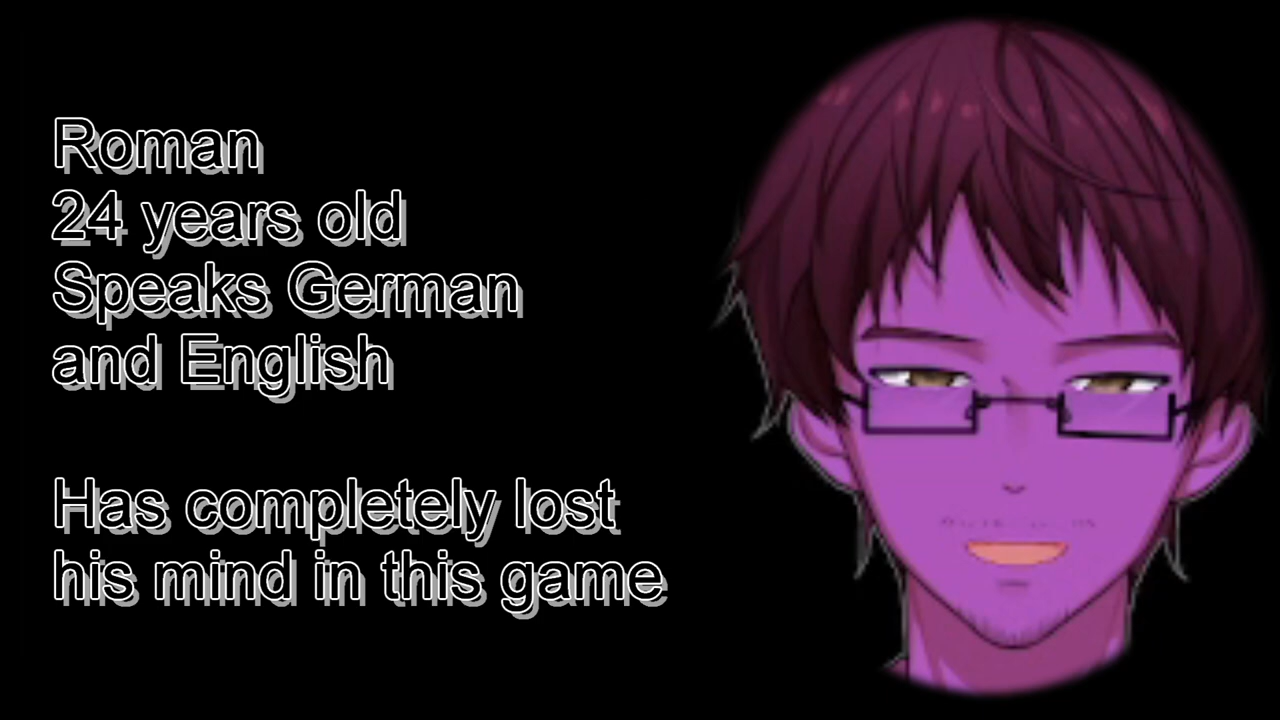 Roman
24 years old
Speaks German
and English
Has completely lost
his mind in this game